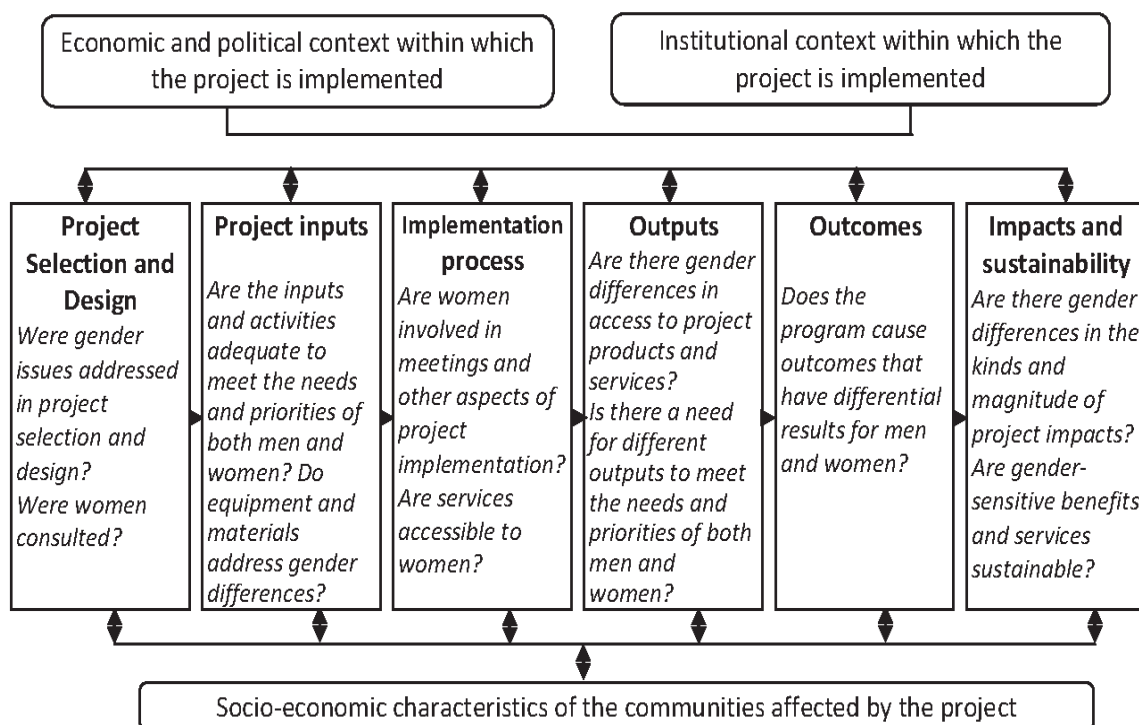 Economic and political context within which
the project is implemented
Institutional context within which the
project is implemented
Project
Selection and
Design
Were gender
issues addressed
in project
selection and
design?
Were women
consulted?
Project inputs
Are the inputs
and activities
adequate to
meet the needs
and priorities of
both men and
women? Do
equipment and
materials
address gender
differences?
Implementation
process
Are women
involved in
meetings and
other aspects of
project
implementation?
Are services
accessible to
women?
Outputs
Are there gender
differences in
access to project
products and
services?
Is there a need
for different
outputs to meet
the needs and
priorities of both
men and
women?
Outcomes
Does the
program cause
outcomes that
have differential
results for men
and women?
Impacts and
sustainability
Are there gender
differences in the
kinds and
magnitude of
project impacts?
Are gender-
sensitive benefits
and services
sustainable?
Socio-economic characteristics of the communities affected by the project